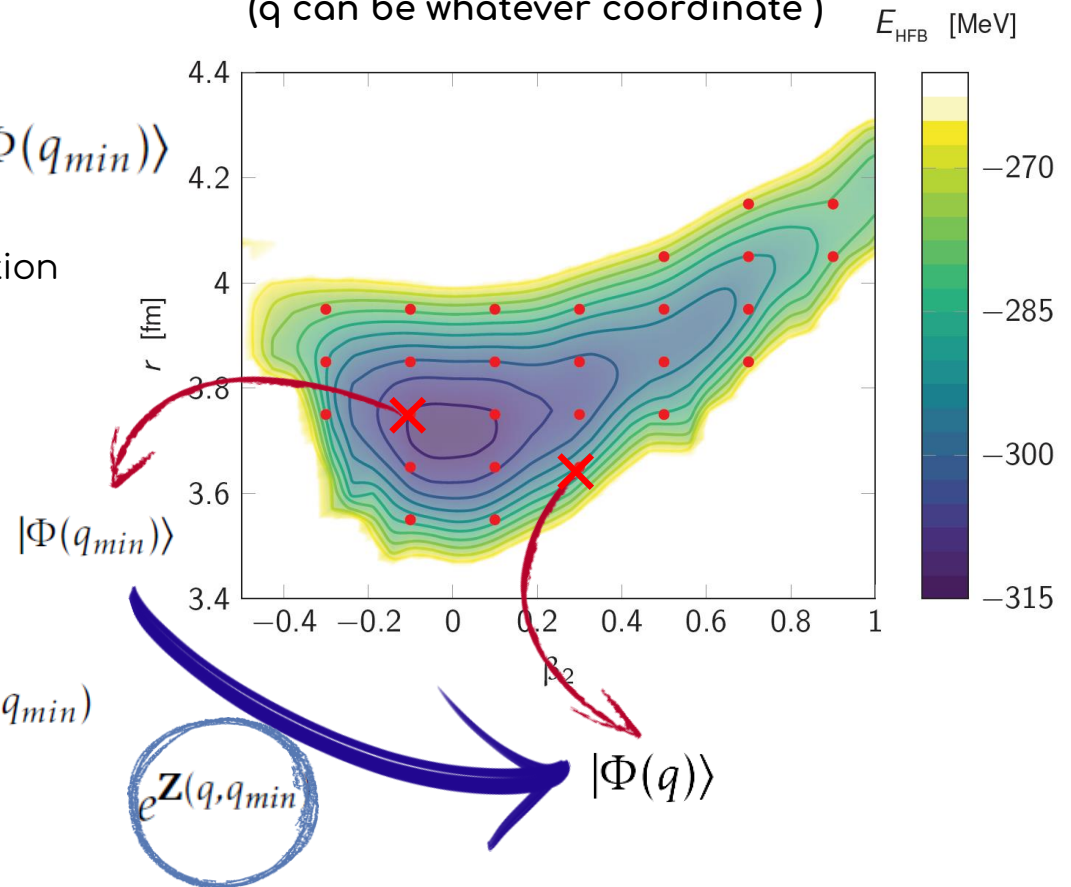 (q can be whatever coordinate )
E_HFB [MeV]
4.4
4.2
4
3.8
3.6
3.4
r [fm]
−0.4 −0.2 0 0.2 0.4 0.6 0.8 1
β₂
−270
−285
−300
−315
Φ(q_min)⟩
tion
|Φ(q_min)⟩
q_min)
e^Z(q,q_min
|Φ(q)⟩